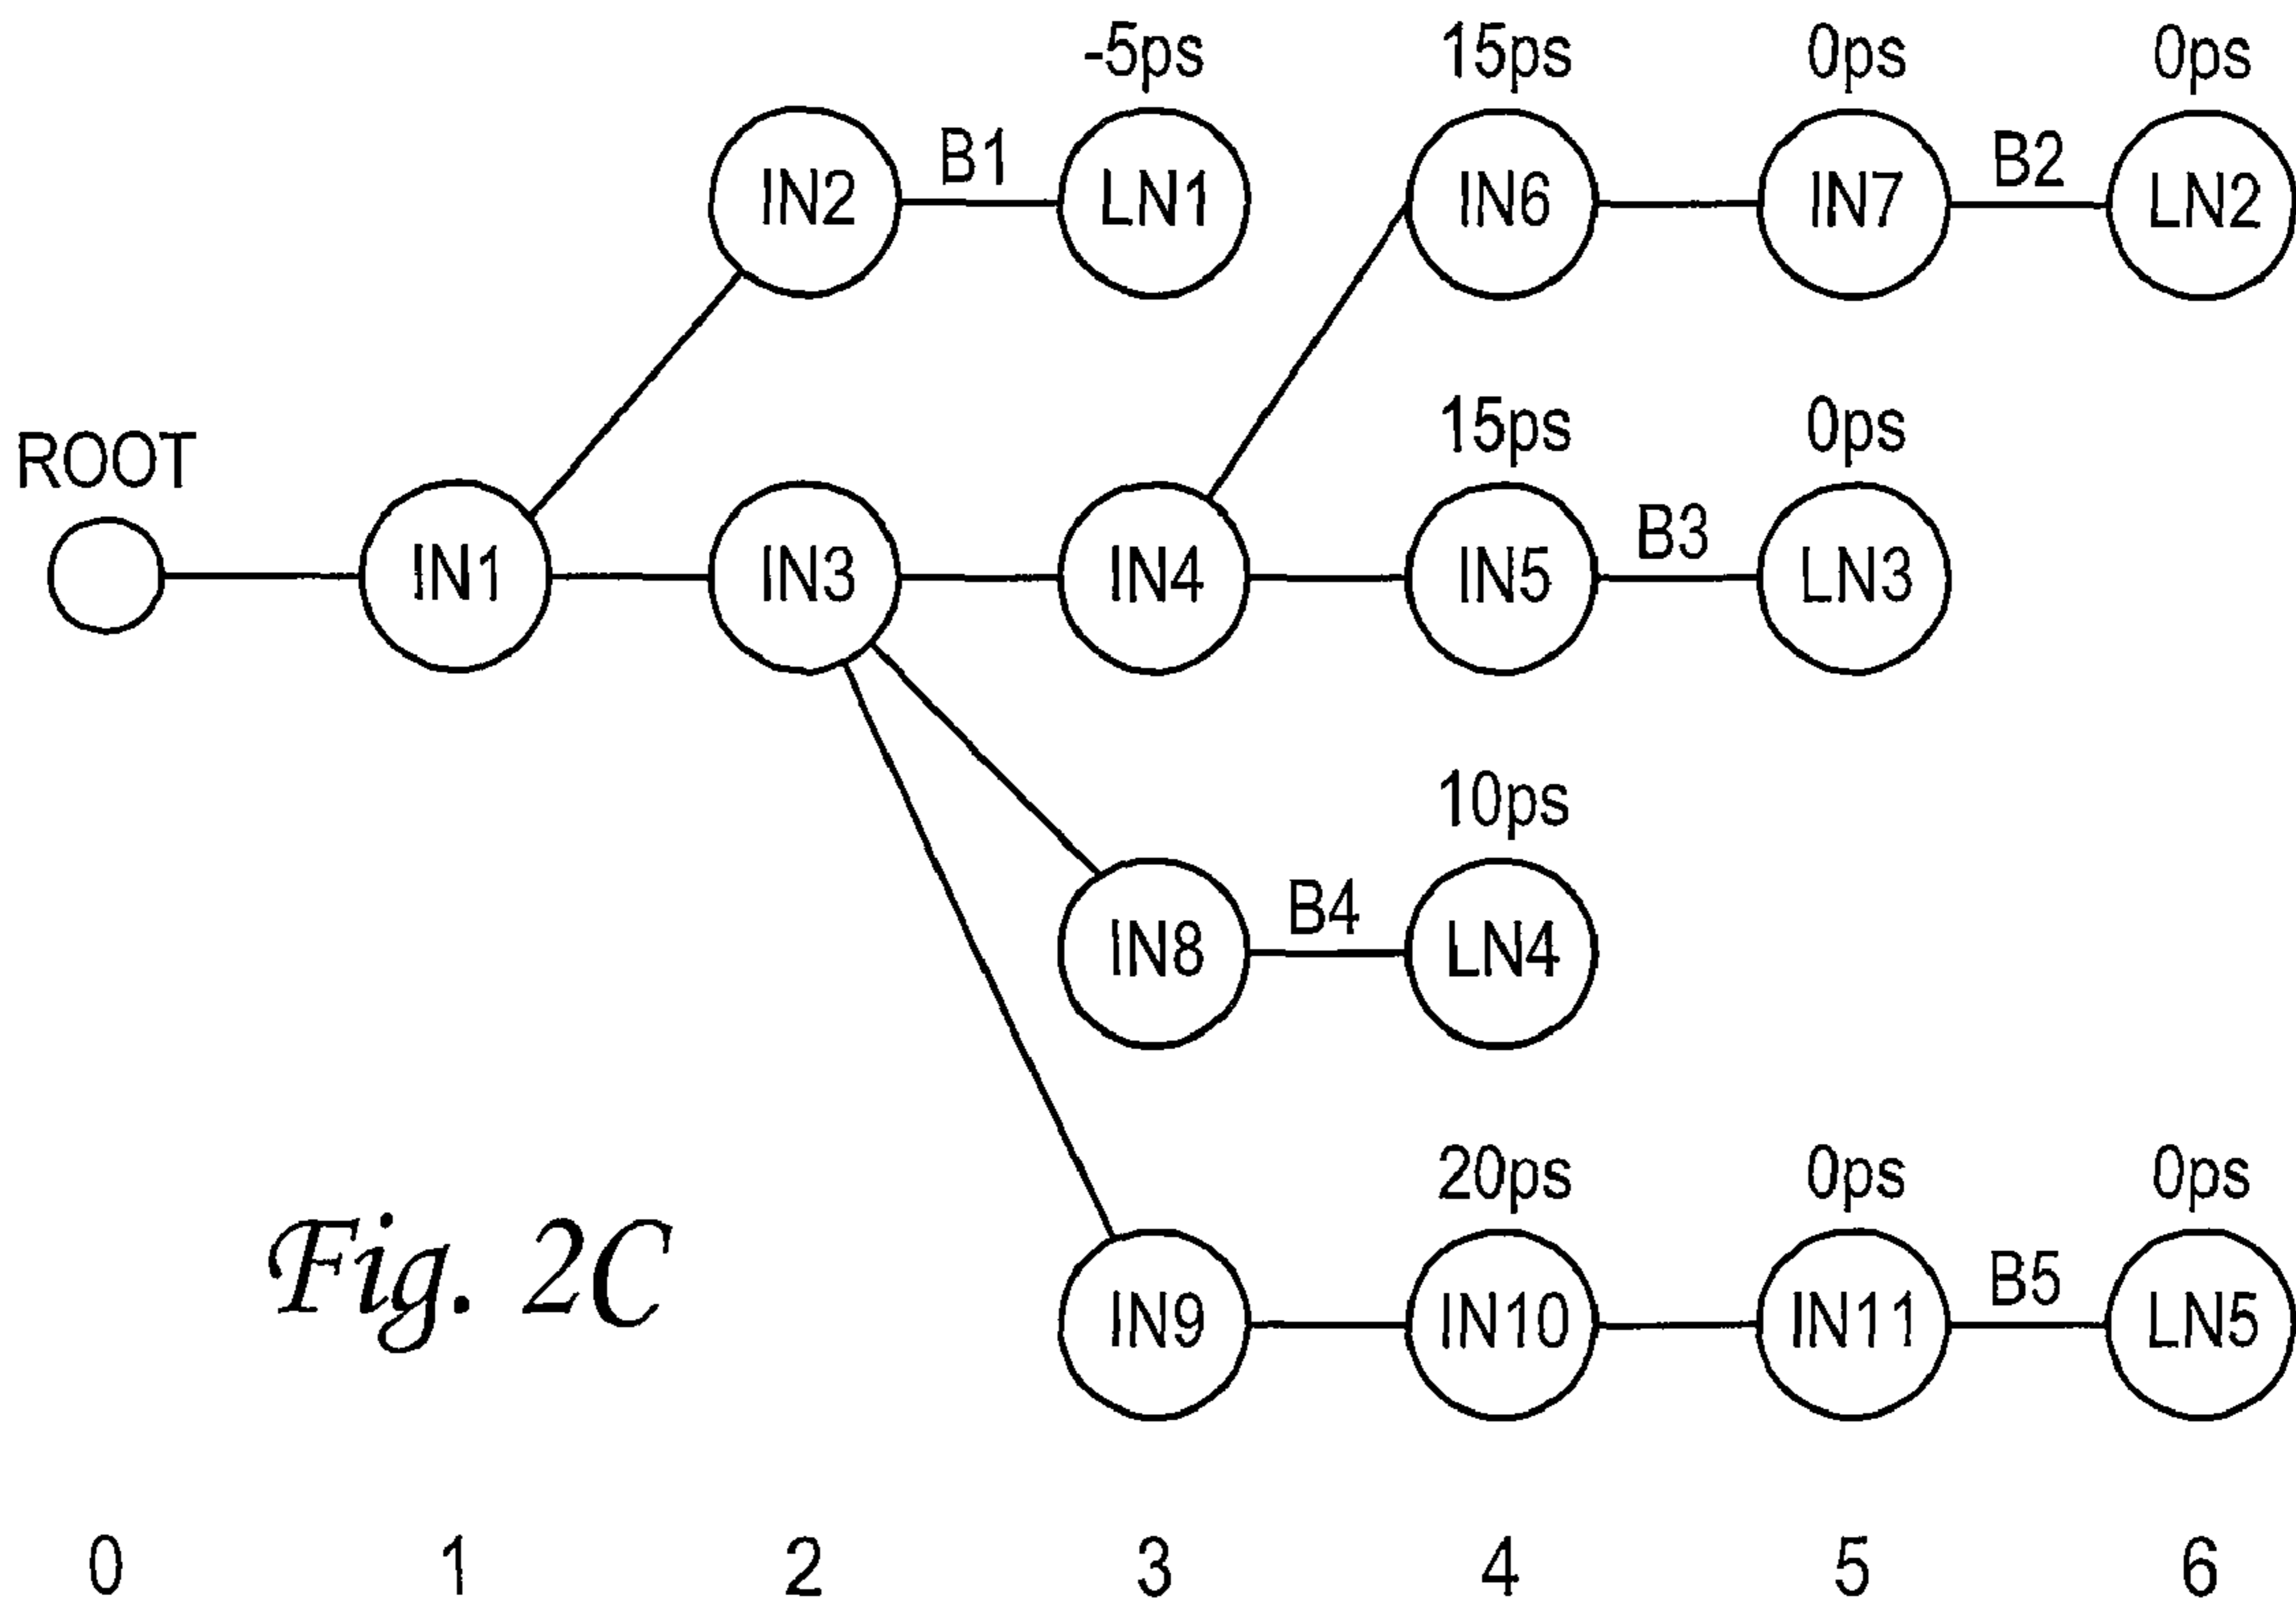 -5ps 15ps 0ps 0ps
IN2 B1 LN1 IN6 IN7 B2 LN2
15ps 0ps
ROOT
IN1 IN3 IN4 IN5 B3 LN3
10ps
IN8 B4 LN4
20ps 0ps 0ps
Fig. 2C
IN9 IN10 IN11 B5 LN5
0 1 2 3 4 5 6